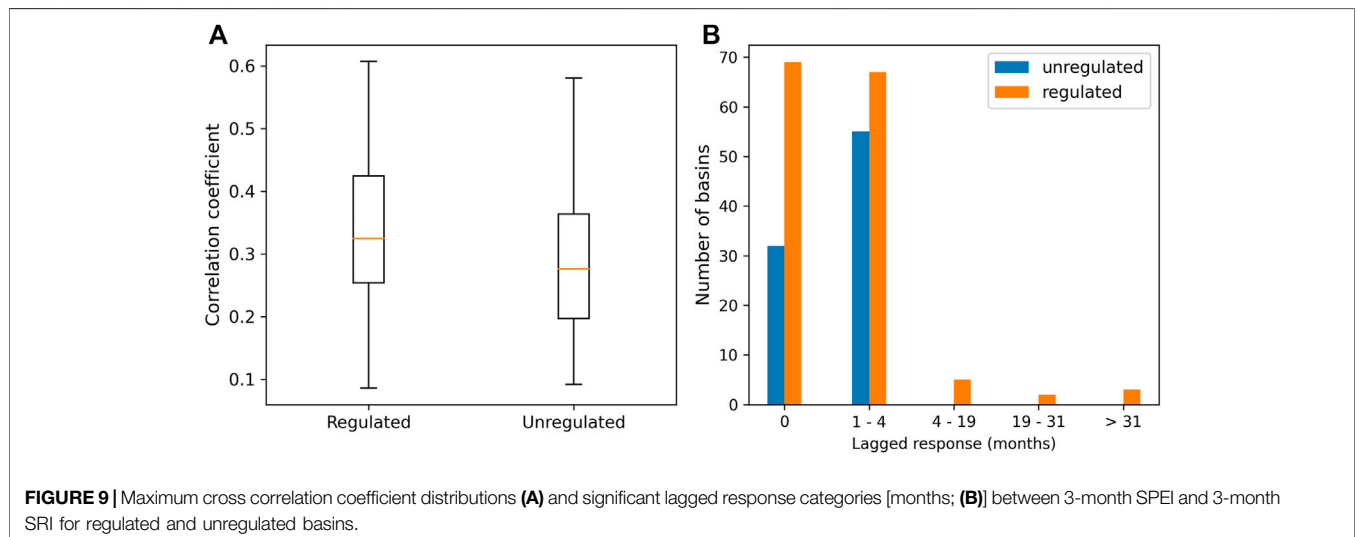 A
Correlation coefficient
0.6
0.5
0.4
0.3
0.2
0.1
Regulated
Unregulated
B
Number of basins
70
60
50
40
30
20
10
0
unregulated
regulated
0
1 - 4
4 - 19
19 - 31
> 31
Lagged response (months)
FIGURE 9 | Maximum cross correlation coefficient distributions (A) and significant lagged response categories [months; (B)] between 3-month SPEI and 3-month
SRI for regulated and unregulated basins.